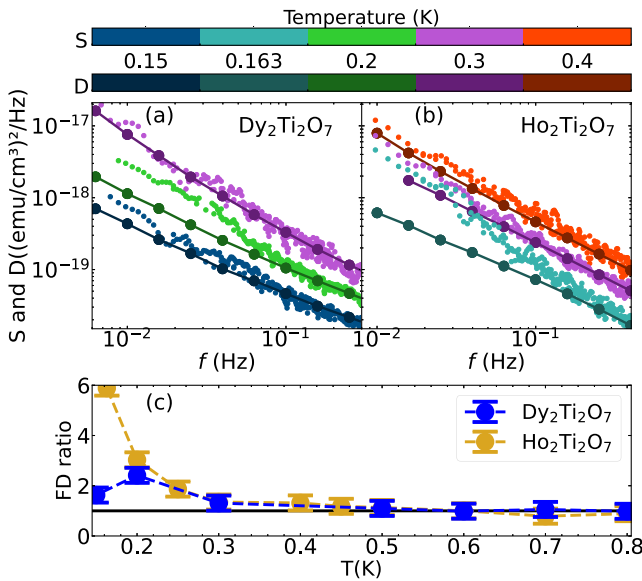 Temperature (K)
S
0.15 0.163 0.2 0.3 0.4
D
(a) Dy₂Ti₂O₇
(b) Ho₂Ti₂O₇
S and D((emu/cm³)²/Hz)
10⁻¹⁷
10⁻¹⁸
10⁻¹⁹
10⁻² 10⁻¹ 10⁻² 10⁻¹
f (Hz) f (Hz)
(c)
Dy₂Ti₂O₇
Ho₂Ti₂O₇
FD ratio
6
4
2
0
0.2 0.3 0.4 0.5 0.6 0.7 0.8
T(K)